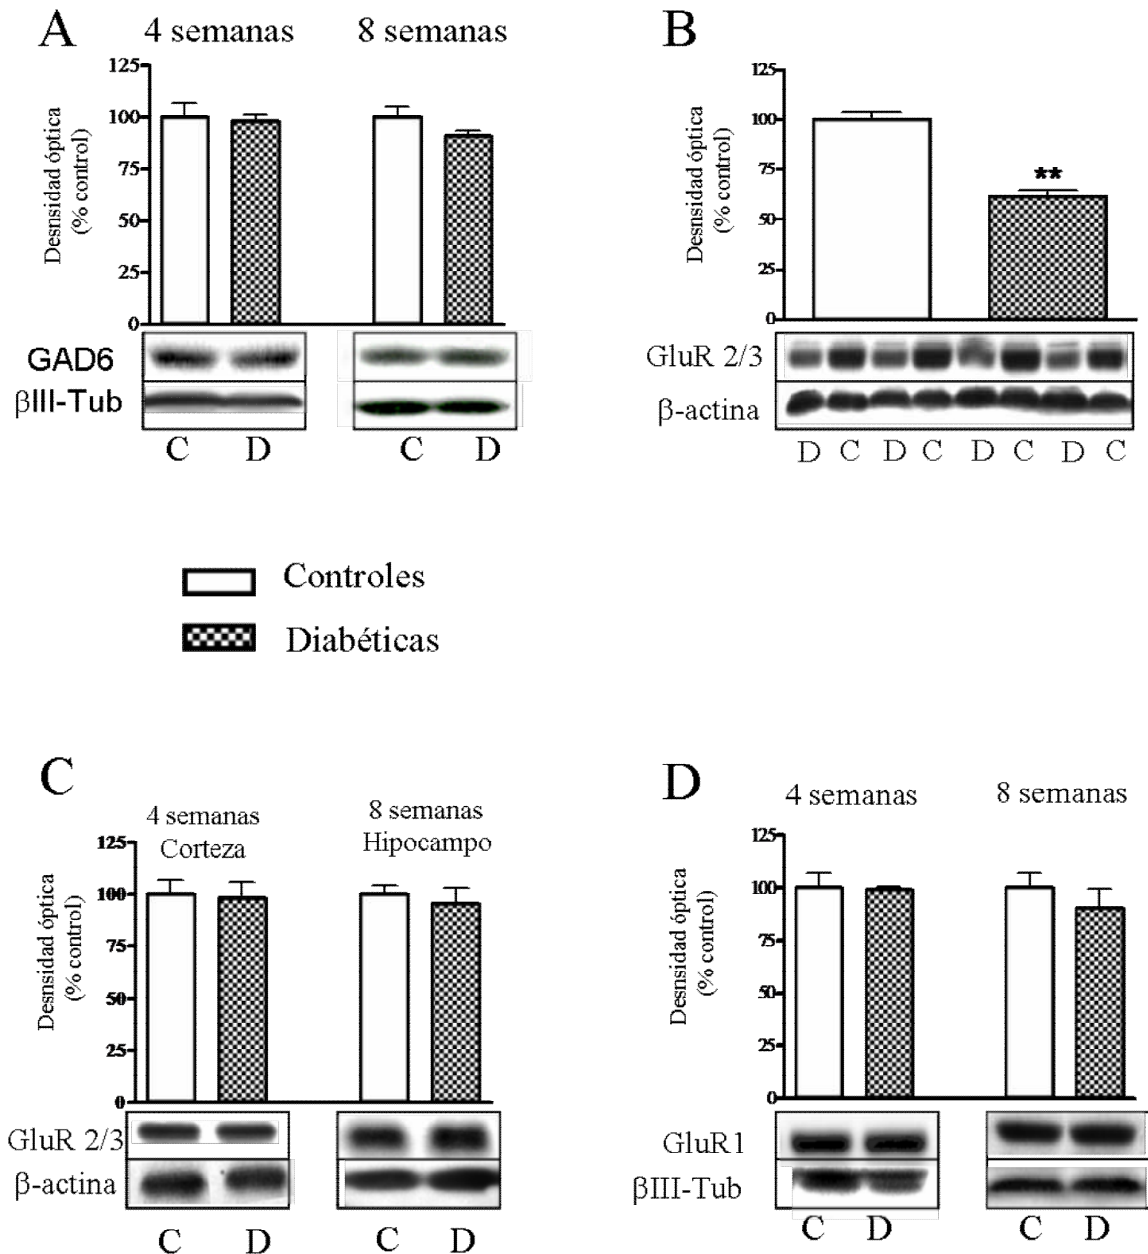 A
4 semanas
8 semanas
Desnsidad óptica
(% control)
125
100
75
50
25
0
GAD6
βIII-Tub
C
D
C
D
B
Desnsidad óptica
(% control)
125
100
75
50
25
0
**
GluR 2/3
β-actina
D C D C D C D C
Controles
Diabéticas
C
4 semanas
Corteza
8 semanas
Hipocampo
Desnsidad óptica
(% control)
125
100
75
50
25
0
GluR 2/3
β-actina
C
D
C
D
D
4 semanas
8 semanas
Desnsidad óptica
(% control)
125
100
75
50
25
0
GluR1
βIII-Tub
C
D
C
D